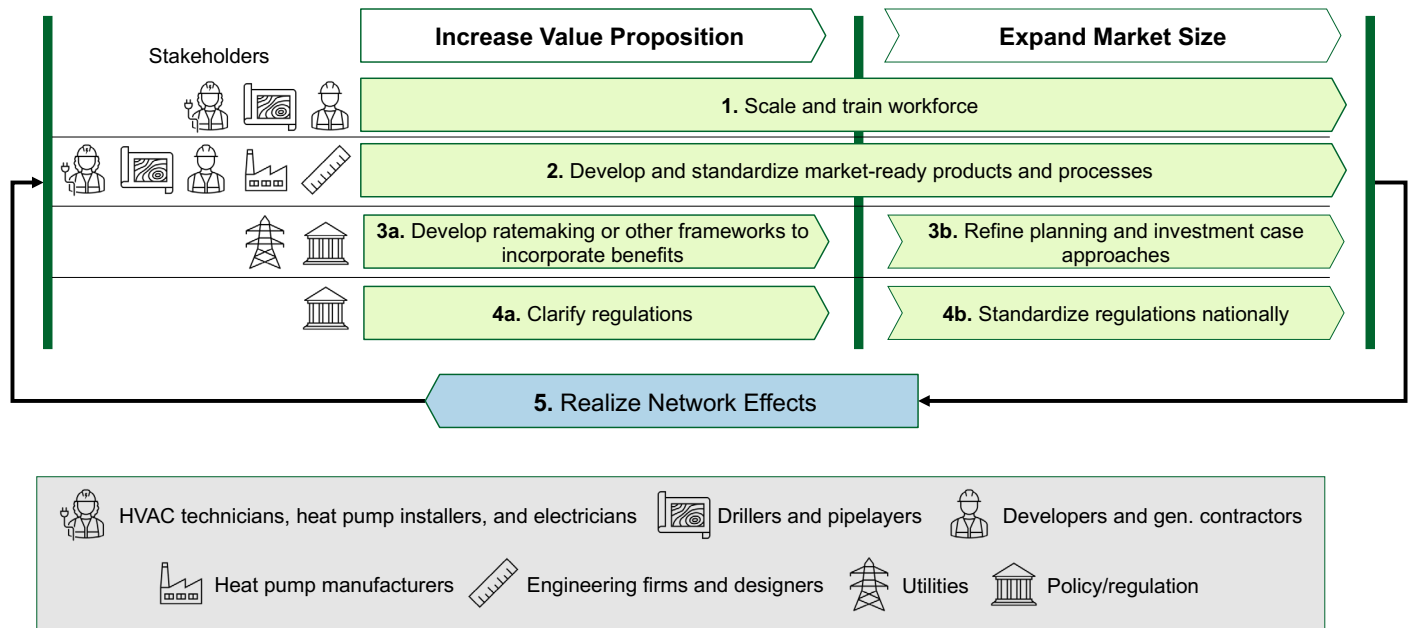 Increase Value Proposition
Expand Market Size
Stakeholders
1. Scale and train workforce
2. Develop and standardize market-ready products and processes
3a. Develop ratemaking or other frameworks to
incorporate benefits
3b. Refine planning and investment case
approaches
4a. Clarify regulations
4b. Standardize regulations nationally
5. Realize Network Effects
HVAC technicians, heat pump installers, and electricians
Drillers and pipelayers
Developers and gen. contractors
Heat pump manufacturers
Engineering firms and designers
Utilities
Policy/regulation